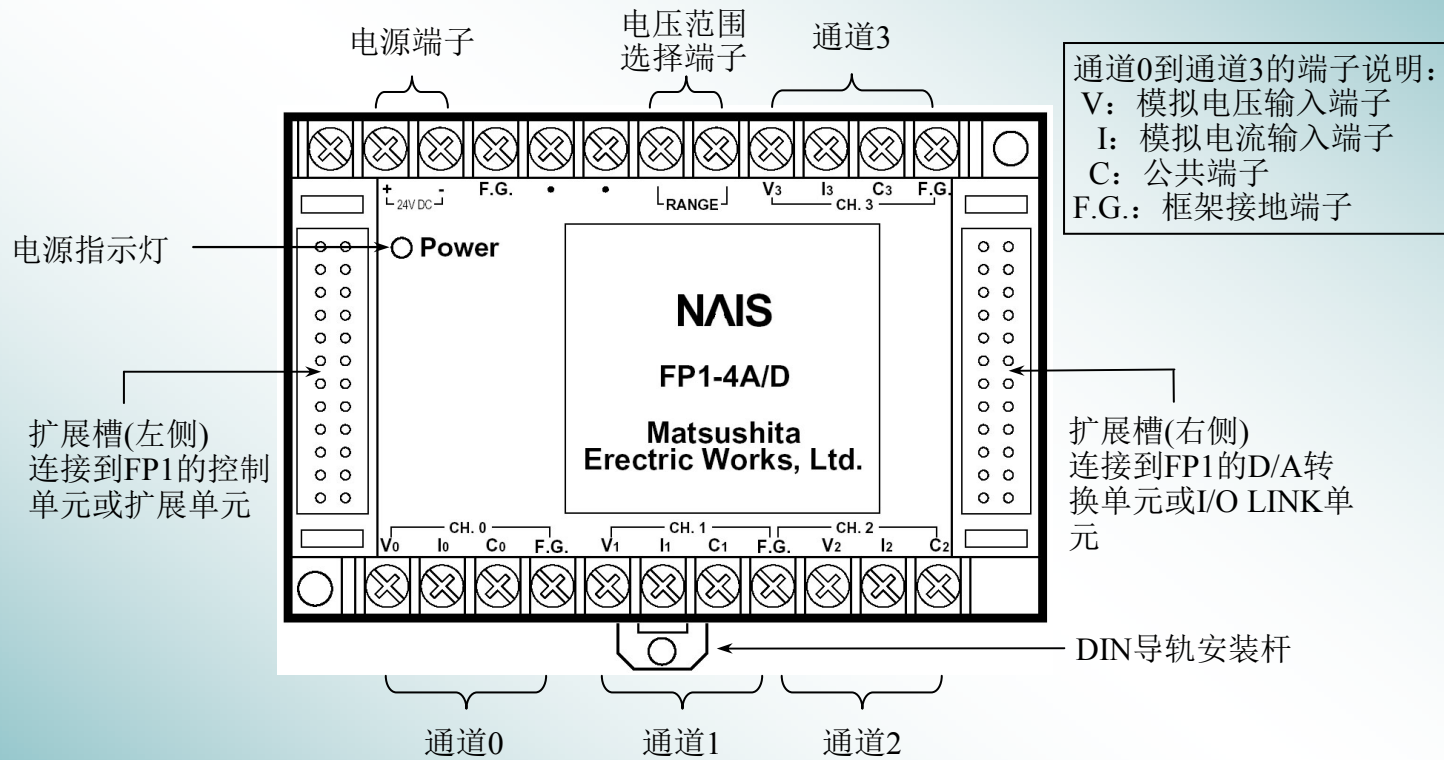 电源端子
电压范围
选择端子
通道3
通道0到通道3的端子说明：
V：模拟电压输入端子
I：模拟电流输入端子
C：公共端子
F.G.：框架接地端子
+ - F.G. • • V3 I3 C3 F.G.
24V DC RANGE CH. 3
电源指示灯
Power
NAIS
FP1-4A/D
Matsushita
Erectric Works, Ltd.
扩展槽(左侧)
连接到FP1的控制
单元或扩展单元
扩展槽(右侧)
连接到FP1的D/A转
换单元或I/O LINK单
元
CH. 0 CH. 1 CH. 2
V0 I0 C0 F.G. V1 I1 C1 F.G. V2 I2 C2
DIN导轨安装杆
通道0
通道1
通道2